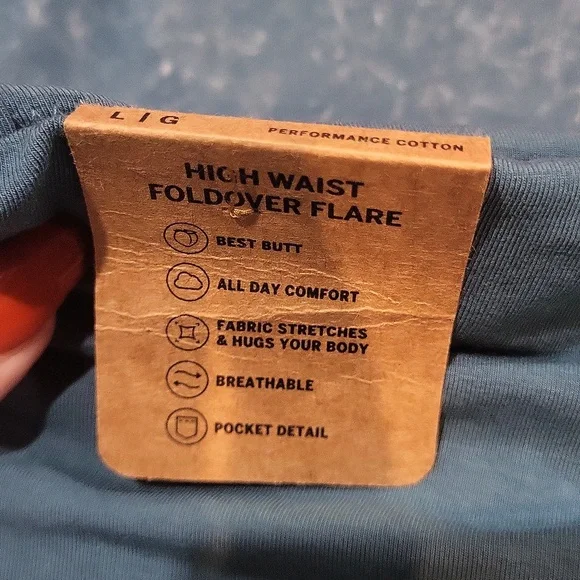 L I G
PERFORMANCE COTTON
HIGH WAIST
FOLDOVER FLARE
BEST BUTT
ALL DAY COMFORT
FABRIC STRETCHES
& HUGS YOUR BODY
BREATHABLE
POCKET DETAIL